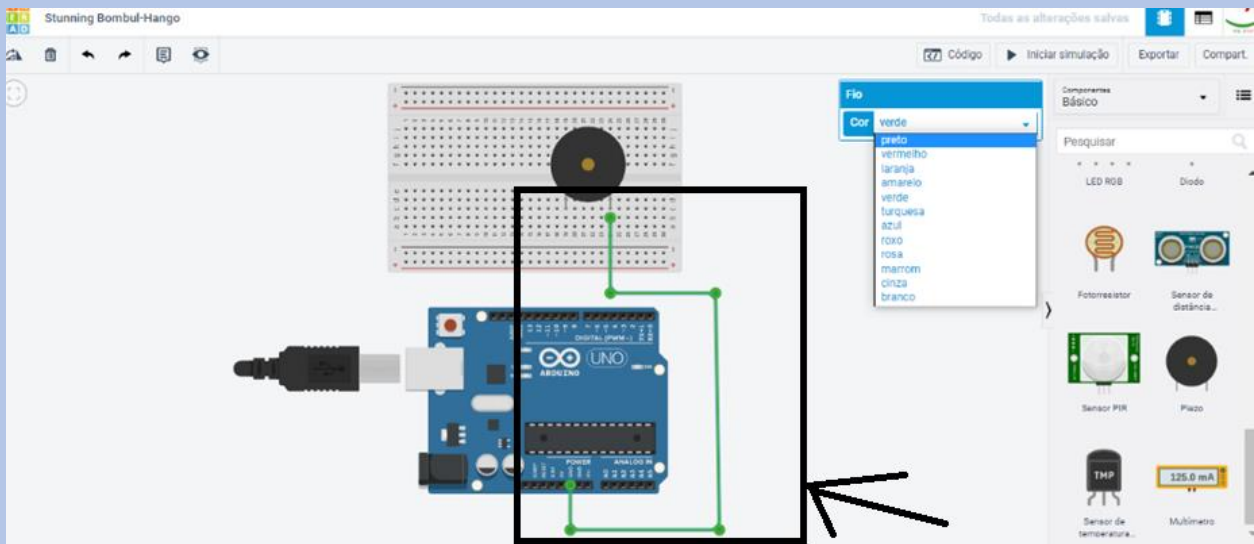 Stunning Bombul-Hango
Todas as alterações salvas
Código
Iniciar simulação
Exportar
Compart.
Fio
Cor
verde
preto
vermelho
laranja
amarelo
verde
turquesa
azul
roxo
rosa
marrom
cinza
branco
Componentes
Básico
Pesquisar
LED RGB
Diodo
Fotorresistor
Sensor de
distância...
Sensor PIR
Piezo
TMP
125.0 mA
Sensor de
temperatura...
Multímetro
DIGITAL (PWM~)
UNO
ARDUINO
POWER
ANALOG IN